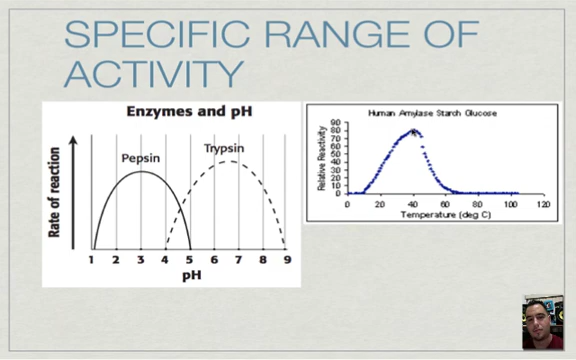 SPECIFIC RANGE OF
ACTIVITY
Enzymes and pH
Rate of reaction
Pepsin
Trypsin
1 2 3 4 5 6 7 8 9
pH
Human Amylase Starch Glucose
Relative Reactivity
90
80
70
60
50
40
30
20
10
0
0 20 40 60 80 100 120
Temperature (deg C)